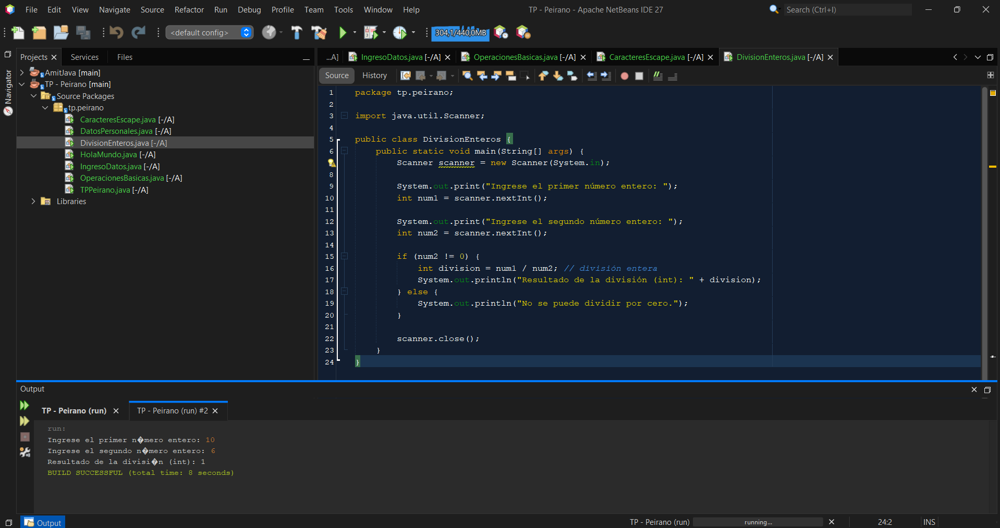 File Edit View Navigate Source Refactor Run Debug Profile Team Tools Window Help
TP - Peirano - Apache NetBeans IDE 27
Search (Ctrl+I)
<default config>
304,1/440,0MB
Projects Services Files
Navigator
AmitJava [main]
TP - Peirano [main]
Source Packages
tp.peirano
CaracteresEscape.java [-/A]
DatosPersonales.java [-/A]
DivisionEnteros.java [-/A]
HolaMundo.java [-/A]
IngresoDatos.java [-/A]
OperacionesBasicas.java [-/A]
TPPeirano.java [-/A]
Libraries
...A] IngresoDatos.java [-/A] OperacionesBasicas.java [-/A] CaracteresEscape.java [-/A] DivisionEnteros.java [-/A]
Source History
1 package tp.peirano;
2
3 import java.util.Scanner;
4
5 public class DivisionEnteros {
6 public static void main(String[] args) {
Scanner scanner = new Scanner(System.in);
8
9 System.out.print("Ingrese el primer número entero: ");
10 int num1 = scanner.nextInt();
11
12 System.out.print("Ingrese el segundo número entero: ");
13 int num2 = scanner.nextInt();
14
15 if (num2 != 0) {
16 int division = num1 / num2; // división entera
17 System.out.println("Resultado de la división (int): " + division);
18 } else {
19 System.out.println("No se puede dividir por cero.");
20 }
21
22 scanner.close();
23 }
24 }
Output
TP - Peirano (run) TP - Peirano (run) #2
run:
Ingrese el primer n�mero entero: 10
Ingrese el segundo n�mero entero: 6
Resultado de la divisi�n (int): 1
BUILD SUCCESSFUL (total time: 8 seconds)
Output
TP - Peirano (run) running... 24:2 INS